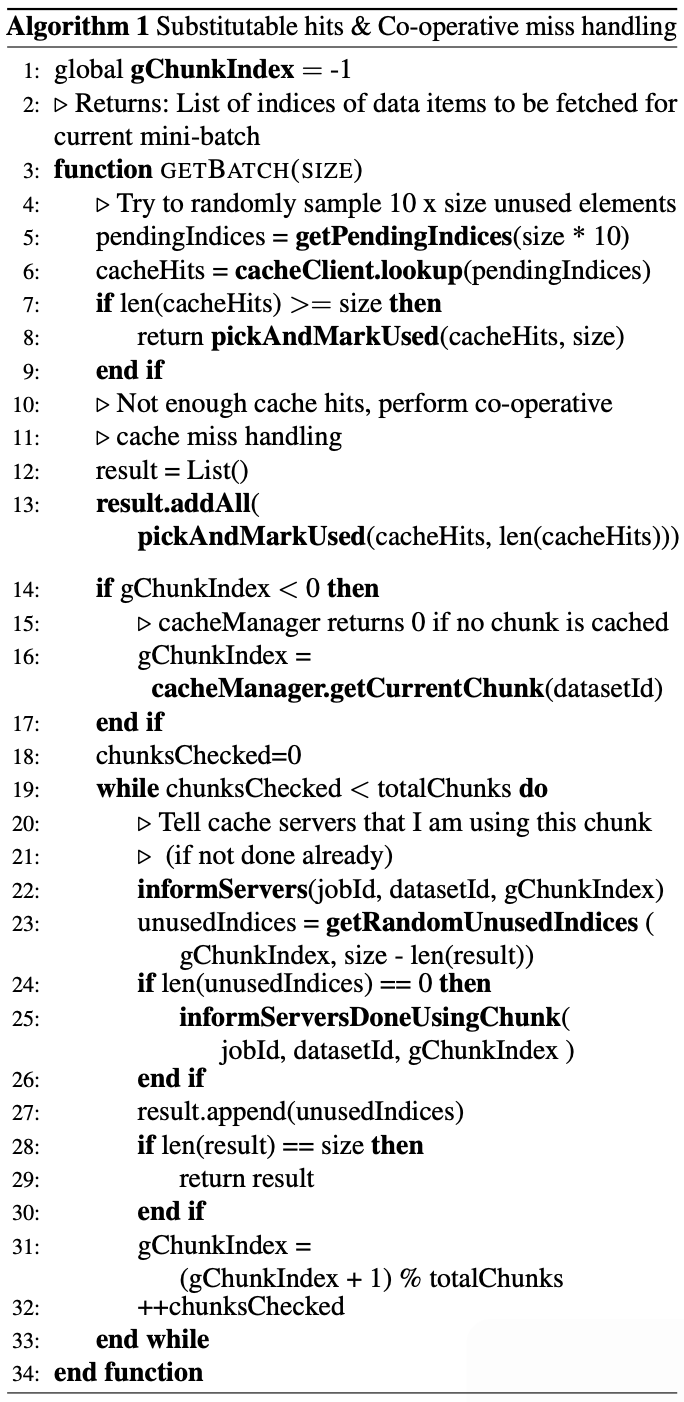 Algorithm 1 Substitutable hits & Co-operative miss handling
1: global gChunkIndex = -1
2: ▷ Returns: List of indices of data items to be fetched for
current mini-batch
3: function GETBATCH(SIZE)
4: ▷ Try to randomly sample 10 x size unused elements
5: pendingIndices = getPendingIndices(size * 10)
6: cacheHits = cacheClient.lookup(pendingIndices)
7: if len(cacheHits) >= size then
8: return pickAndMarkUsed(cacheHits, size)
9: end if
10: ▷ Not enough cache hits, perform co-operative
11: ▷ cache miss handling
12: result = List()
13: result.addAll(
pickAndMarkUsed(cacheHits, len(cacheHits)))
14: if gChunkIndex < 0 then
15: ▷ cacheManager returns 0 if no chunk is cached
16: gChunkIndex =
cacheManager.getCurrentChunk(datasetId)
17: end if
18: chunksChecked=0
19: while chunksChecked < totalChunks do
20: ▷ Tell cache servers that I am using this chunk
21: ▷ (if not done already)
22: informServers(jobId, datasetId, gChunkIndex)
23: unusedIndices = getRandomUnusedIndices (
gChunkIndex, size - len(result))
24: if len(unusedIndices) == 0 then
25: informServersDoneUsingChunk(
jobId, datasetId, gChunkIndex )
26: end if
27: result.append(unusedIndices)
28: if len(result) == size then
29: return result
30: end if
31: gChunkIndex =
(gChunkIndex + 1) % totalChunks
32: ++chunksChecked
33: end while
34: end function